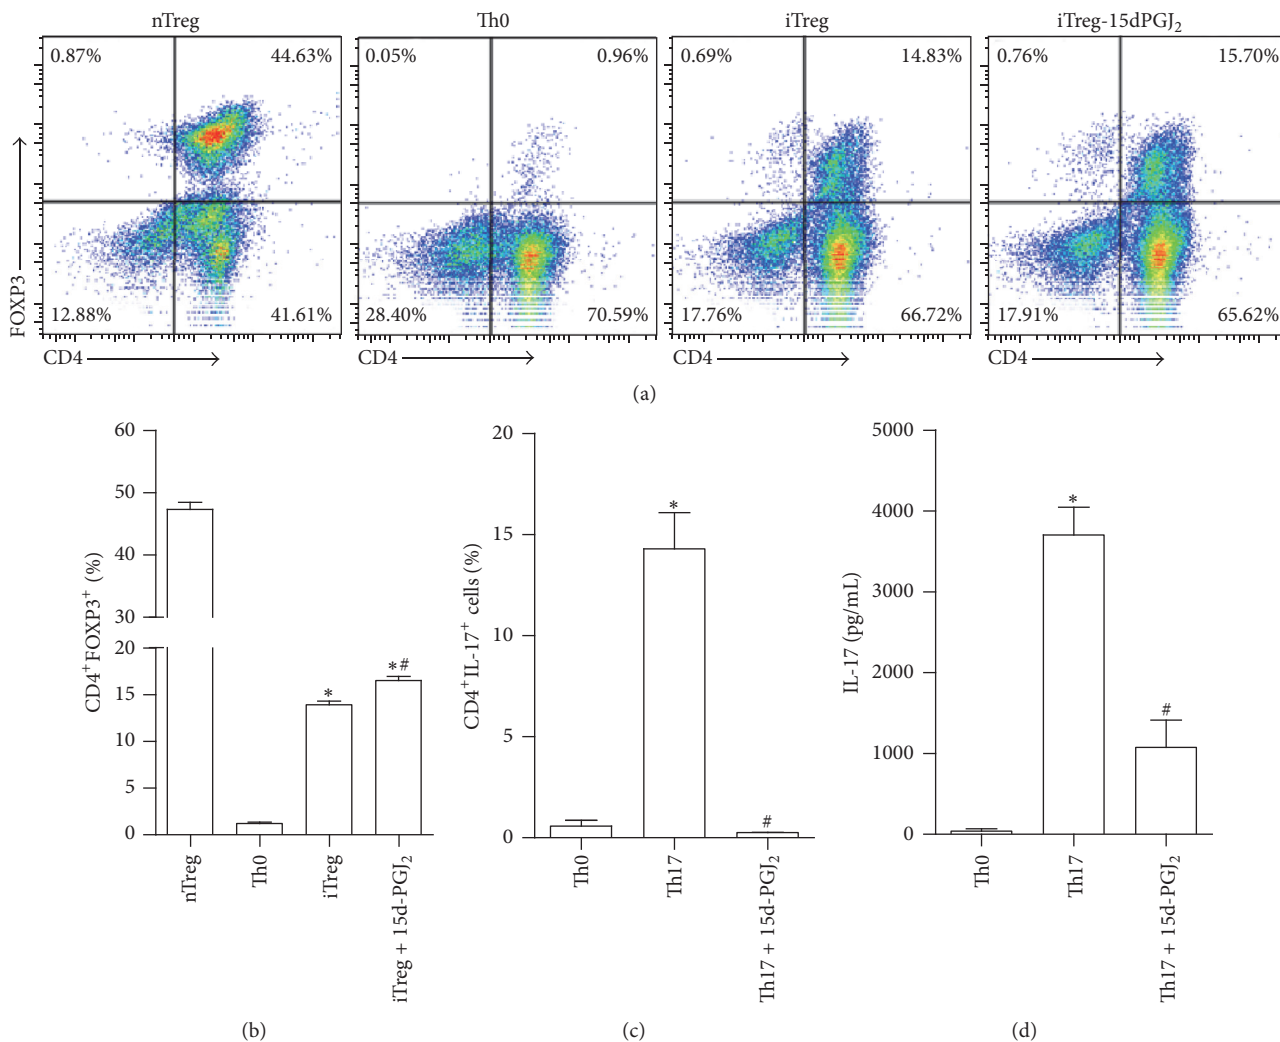 nTreg
Th0
iTreg
iTreg-15dPGJ₂
0.87%
44.63%
0.05%
0.96%
0.69%
14.83%
0.76%
15.70%
FOXP3
12.88%
41.61%
28.40%
70.59%
17.76%
66.72%
17.91%
65.62%
CD4
CD4
CD4
CD4
(a)
CD4⁺FOXP3⁺ (%)
60
50
40
30
20
15
10
5
0
*
*#
nTreg
Th0
iTreg
iTreg + 15d-PGJ₂
(b)
CD4⁺IL-17⁺ cells (%)
20
15
10
5
0
*
#
Th0
Th17
Th17 + 15d-PGJ₂
(c)
IL-17 (pg/mL)
5000
4000
3000
2000
1000
0
*
#
Th0
Th17
Th17 + 15d-PGJ₂
(d)